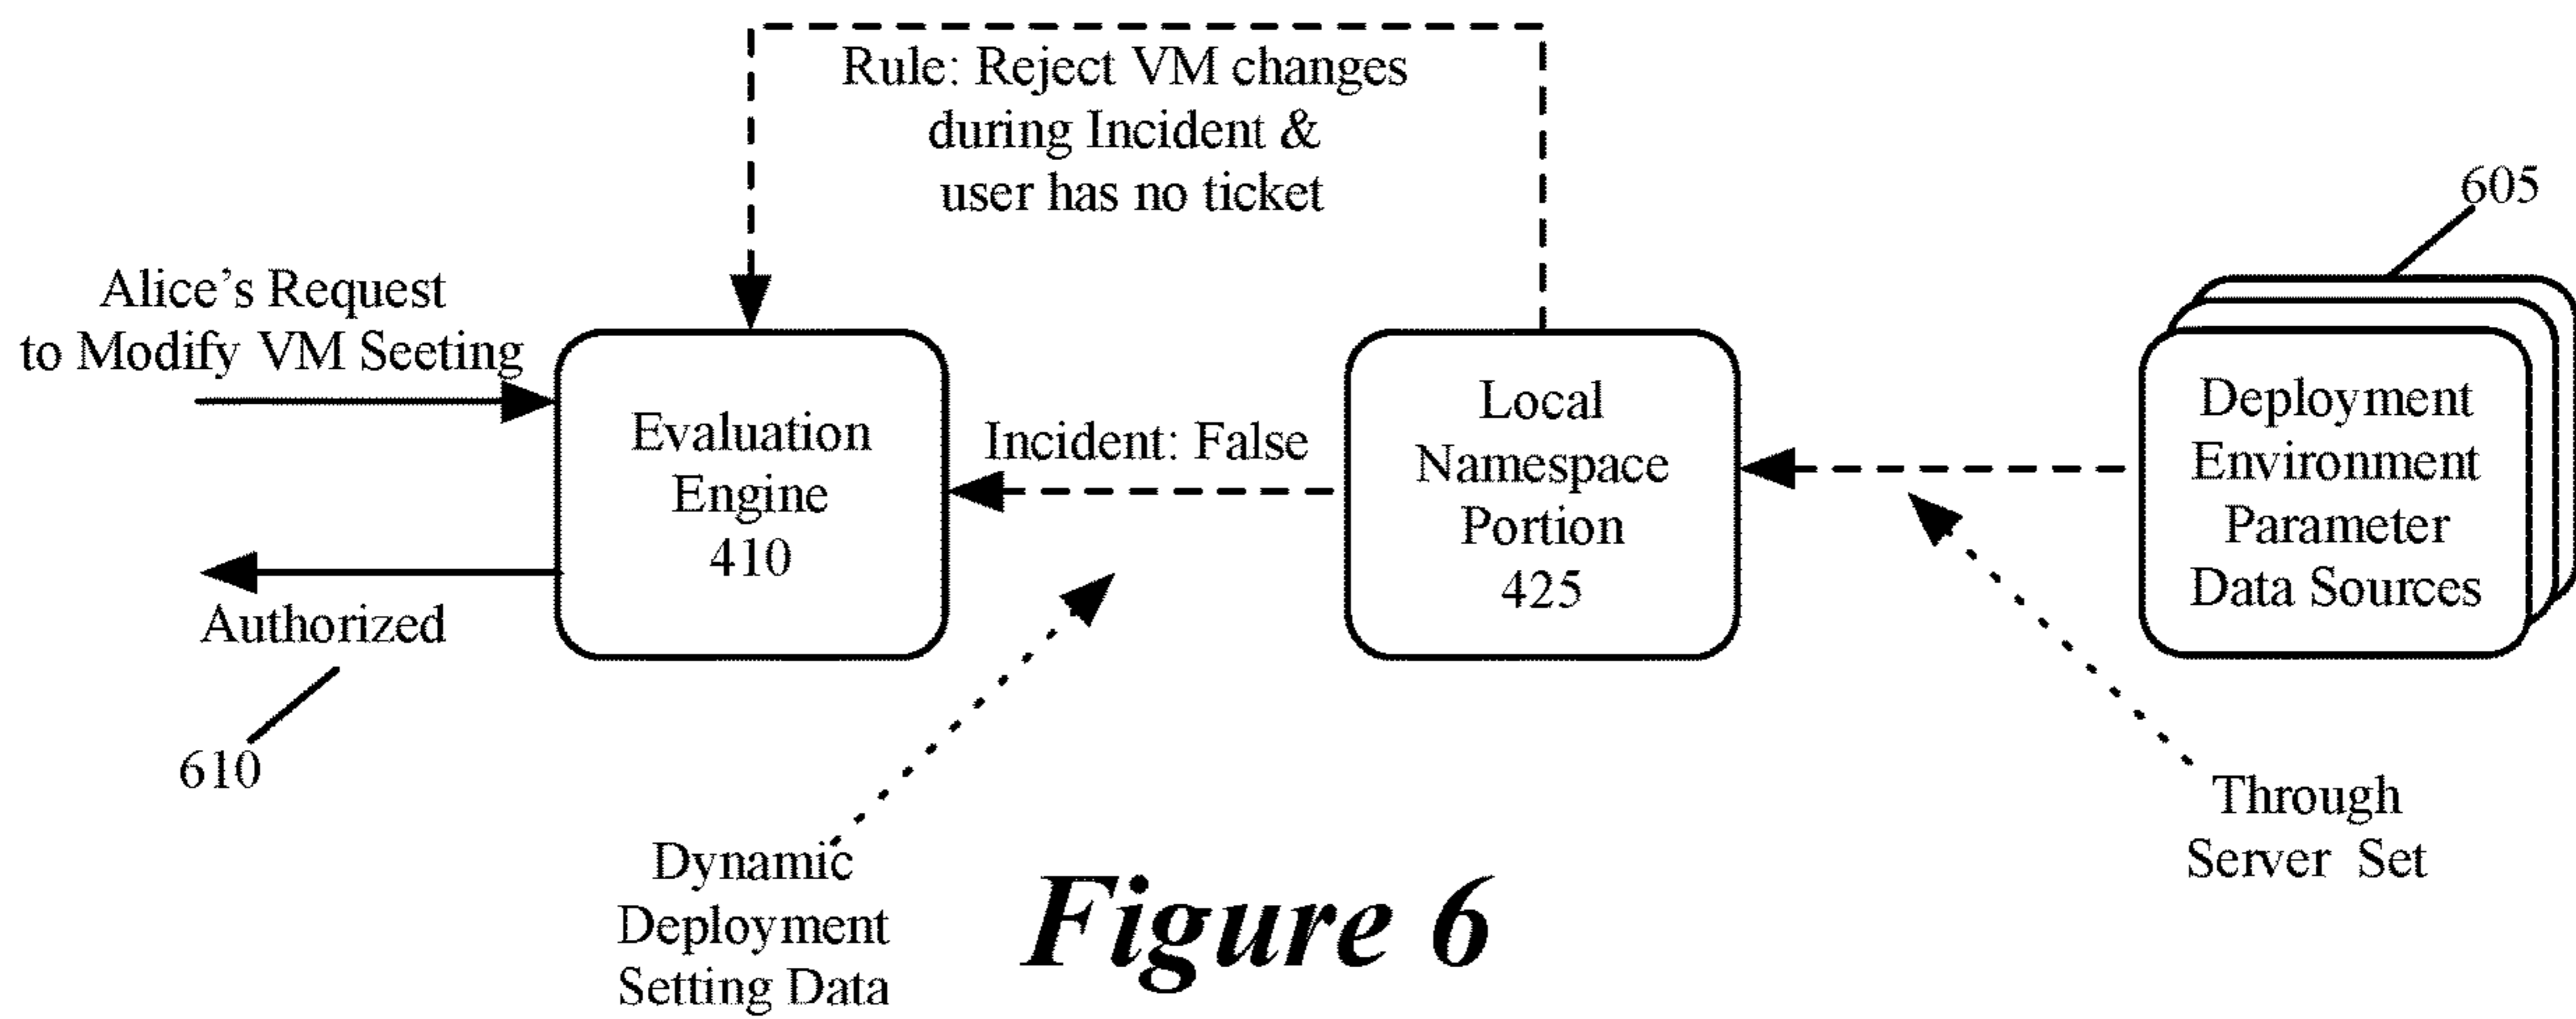 Rule: Reject VM changes
during Incident &
user has no ticket
605
Alice's Request
to Modify VM Seeting
Evaluation
Engine
410
Incident: False
Local
Namespace
Portion
425
Deployment
Environment
Parameter
Data Sources
Authorized
610
Dynamic
Deployment
Setting Data
Through
Server Set
Figure 6